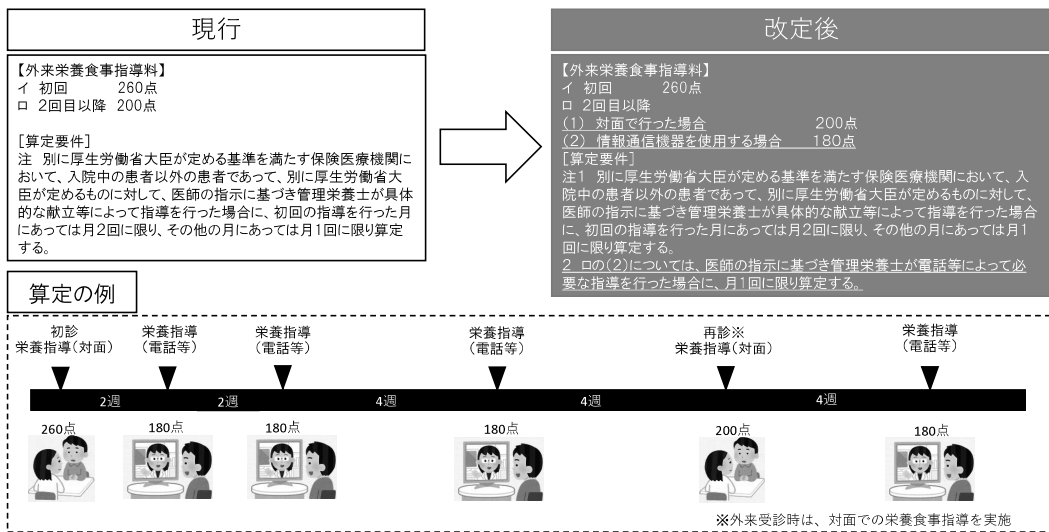 現行
【外来栄養食事指導料】
イ 初回 260点
ロ 2回目以降 200点
[算定要件]
注 別に厚生労働省大臣が定める基準を満たす保険医療機関に
おいて、入院中の患者以外の患者であって、別に厚生労働省大
臣が定めるものに対して、医師の指示に基づき管理栄養士が具体
的な献立等によって指導を行った場合に、初回の指導を行った月
にあっては月2回に限り、その他の月にあっては月1回に限り算定
する。
改定後
【外来栄養食事指導料】
イ 初回 260点
ロ 2回目以降
(1) 対面で行った場合 200点
(2) 情報通信機器を使用する場合 180点
[算定要件]
注1 別に厚生労働省大臣が定める基準を満たす保険医療機関において、入
院中の患者以外の患者であって、別に厚生労働省大臣が定めるものに対して、
医師の指示に基づき管理栄養士が具体的な献立等によって指導を行った場合
に、初回の指導を行った月にあっては月2回に限り、その他の月にあっては月1
回に限り算定する。
2 ロの(2)については、医師の指示に基づき管理栄養士が電話等によって必
要な指導を行った場合に、月1回に限り算定する。
算定の例
初診
栄養指導(対面)
栄養指導
(電話等)
栄養指導
(電話等)
栄養指導
(電話等)
再診※
栄養指導(対面)
栄養指導
(電話等)
2週 2週 4週 4週 4週
260点 180点 180点 180点 200点 180点
※外来受診時は、対面での栄養食事指導を実施